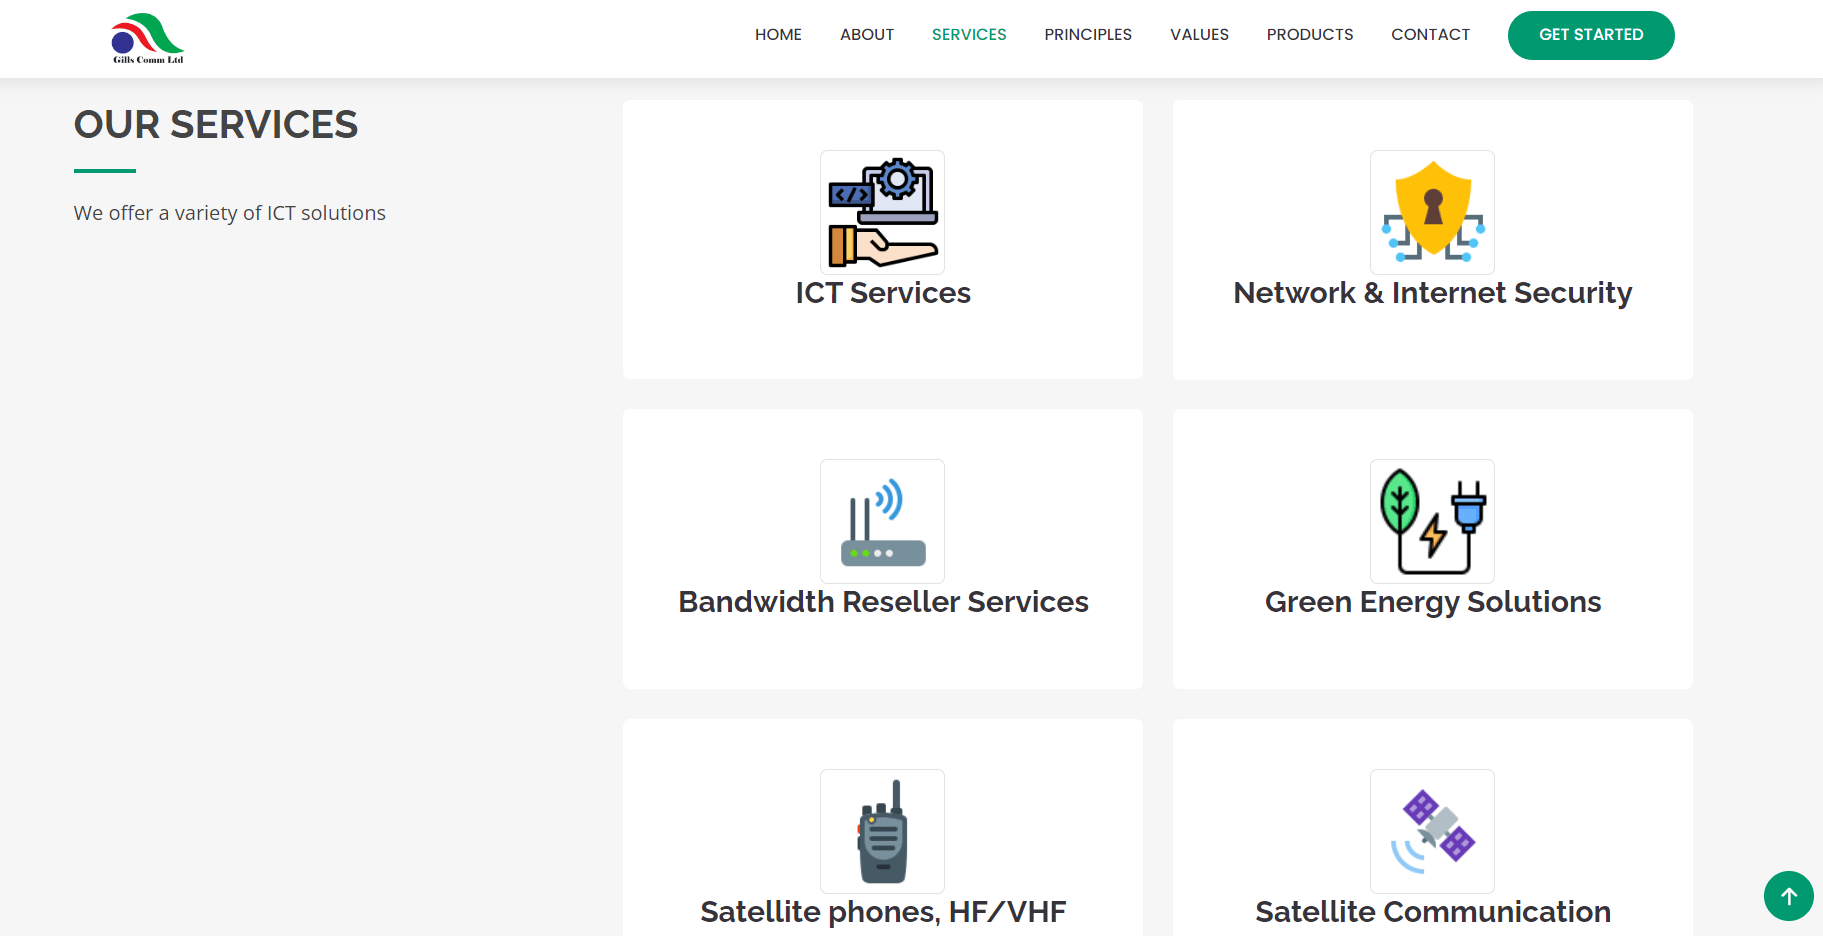 Gills Comm Ltd
HOME ABOUT SERVICES PRINCIPLES VALUES PRODUCTS CONTACT GET STARTED
OUR SERVICES
We offer a variety of ICT solutions
</>
ICT Services
Network & Internet Security
Bandwidth Reseller Services
Green Energy Solutions
Satellite phones, HF/VHF
Satellite Communication